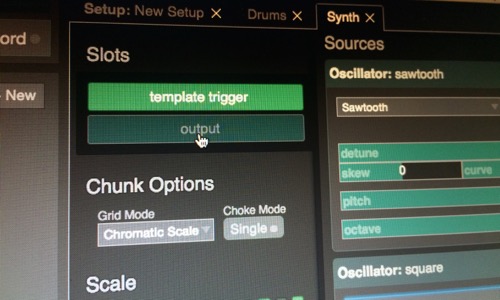 Setup: New Setup ×
Drums ×
Synth ×
ord
New
Slots
template trigger
output
Chunk Options
Grid Mode
Chromatic Scale
Choke Mode
Single
Scale
Sources
Oscillator: sawtooth
Sawtooth
detune
skew 0 curve
pitch
octave
Oscillator: square